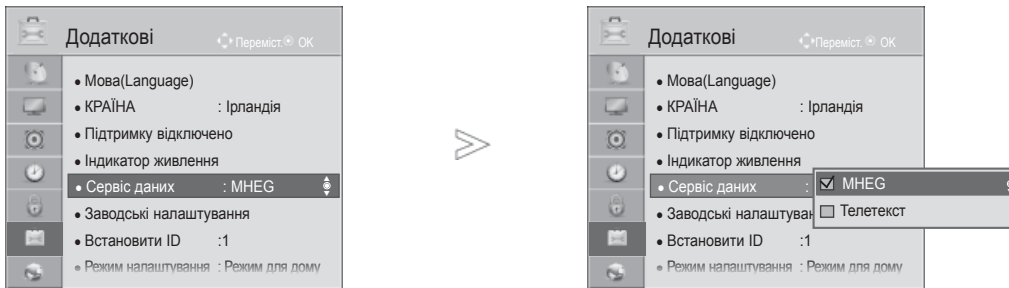 Додаткові Переміст. OK
• Мова(Language)
• КРАЇНА : Ірландія
• Підтримку відключено
• Індикатор живлення
• Сервіс даних : MHEG
• Заводські налаштування
• Встановити ID :1
• Режим налаштування : Режим для дому
Додаткові Переміст. OK
• Мова(Language)
• КРАЇНА : Ірландія
• Підтримку відключено
• Індикатор живлення
• Сервіс даних : MHEG
• Заводські налаштуван Телетекст
• Встановити ID :1
• Режим налаштування : Режим для дому